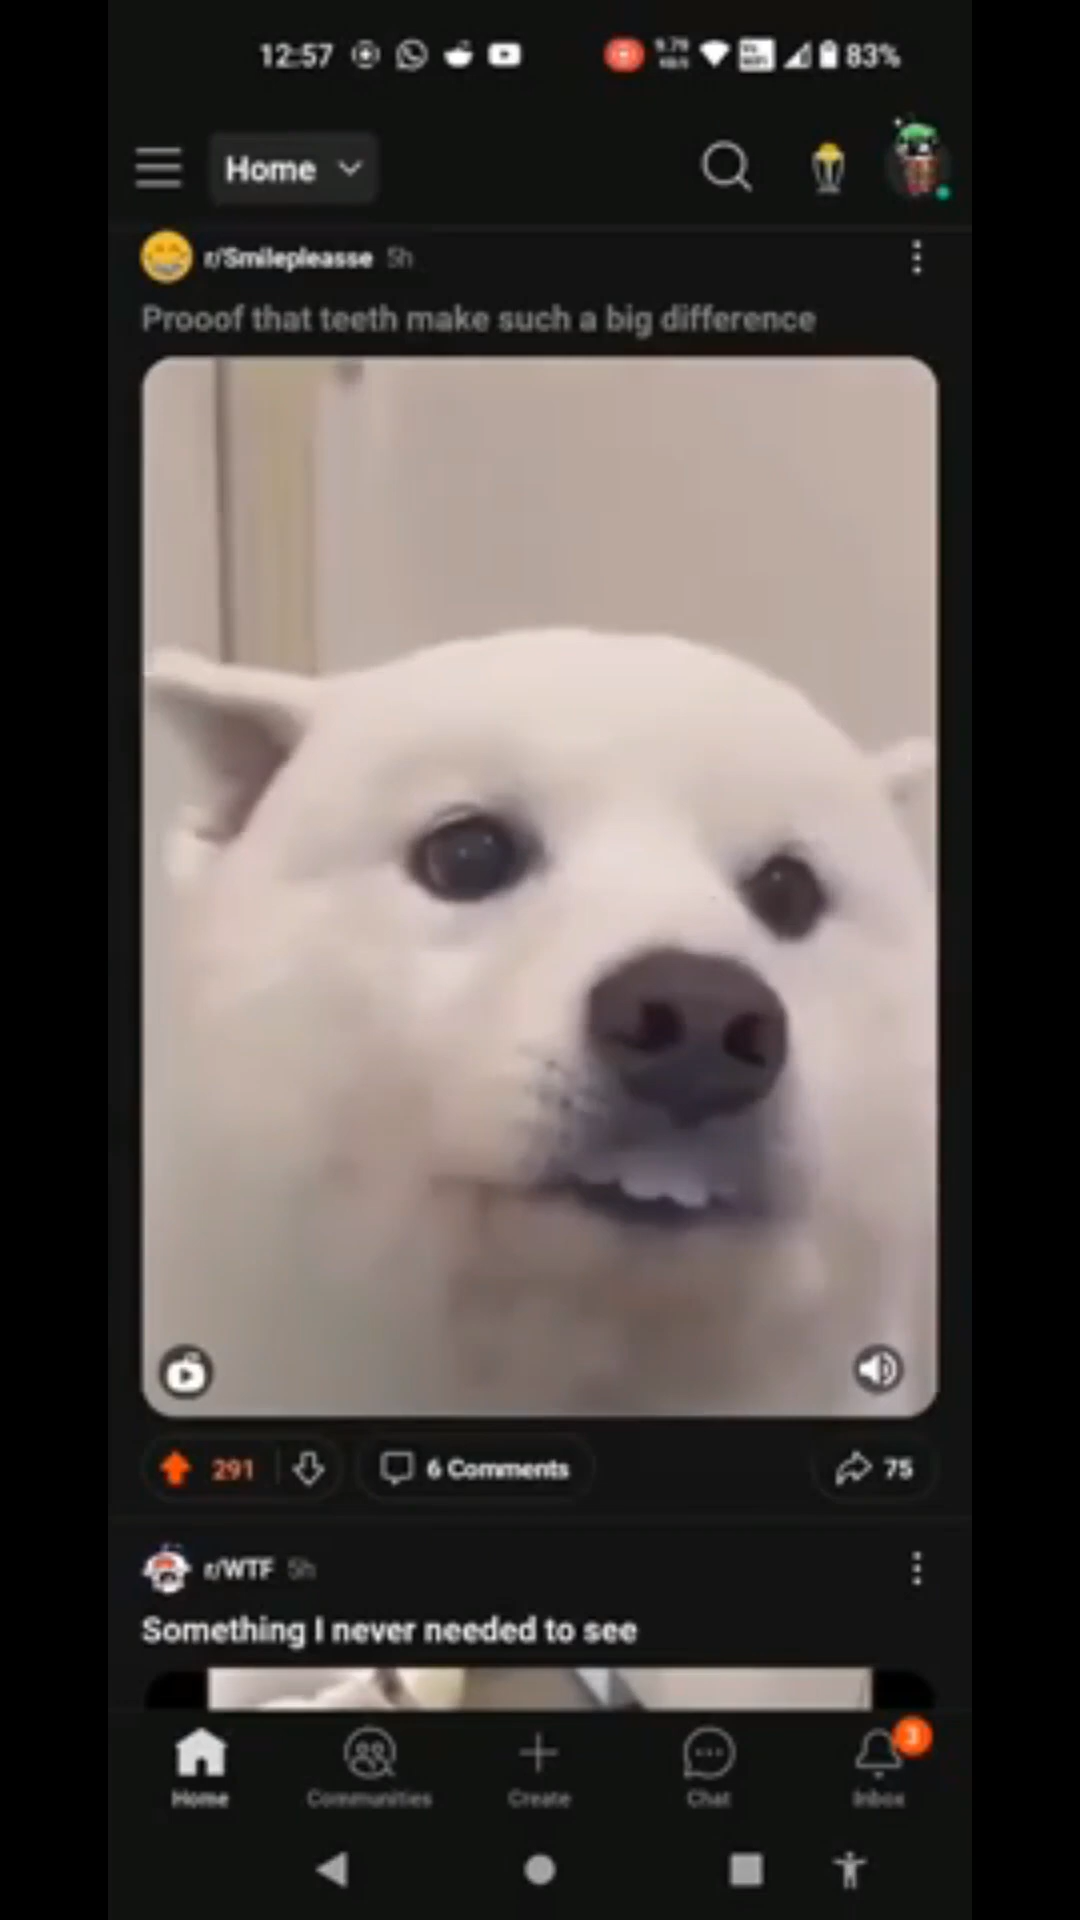 12:57
83%
Home
r/Smilepleasse 5h
Prooof that teeth make such a big difference
291
6 Comments
75
r/WTF 5h
Something I never needed to see
3
Home
Communities
Create
Chat
Inbox